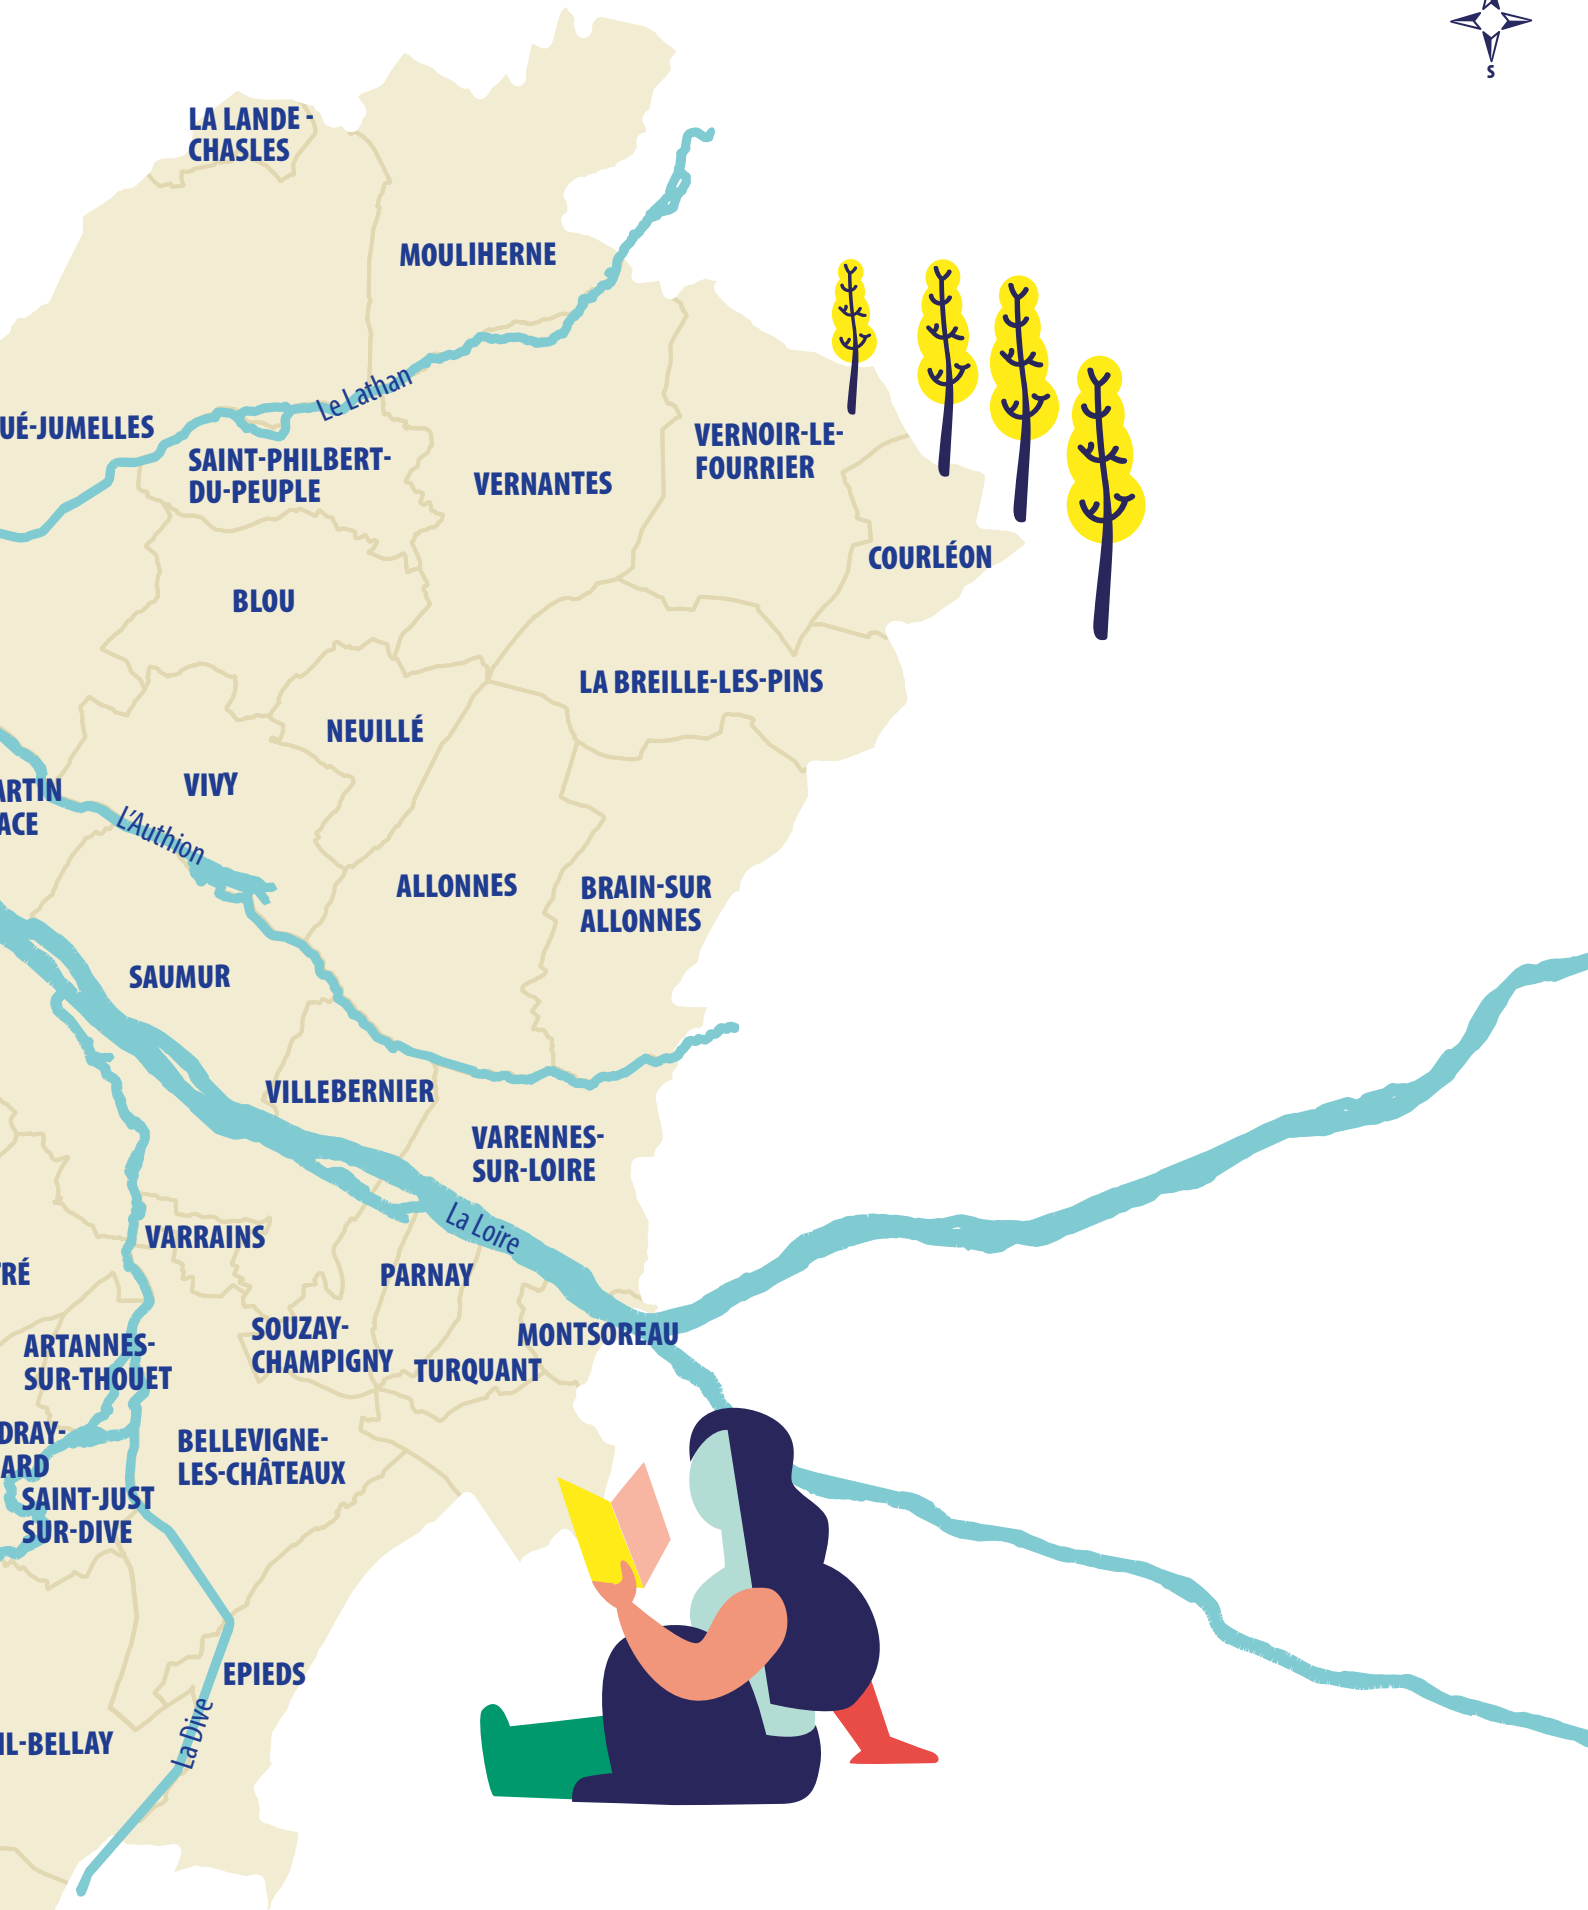 S
LA LANDE -
CHASLES
MOULIHERNE
Le Lathan
UÉ-JUMELLES
SAINT-PHILBERT-
DU-PEUPLE
VERNANTES
VERNOIR-LE-
FOURRIER
COURLÉON
BLOU
LA BREILLE-LES-PINS
NEUILLÉ
VIVY
ARTIN
ACE
L'Authion
ALLONNES
BRAIN-SUR
ALLONNES
SAUMUR
VILLEBERNIER
VARENNES-
SUR-LOIRE
La Loire
VARRAINS
TRÉ
PARNAY
SOUZAY-
CHAMPIGNY
MONTSOREAU
TURQUANT
ARTANNES-
SUR-THOUET
DRAY-
ARD
BELLEVIGNE-
LES-CHÂTEAUX
SAINT-JUST
SUR-DIVE
EPIEDS
La Dive
IL-BELLAY